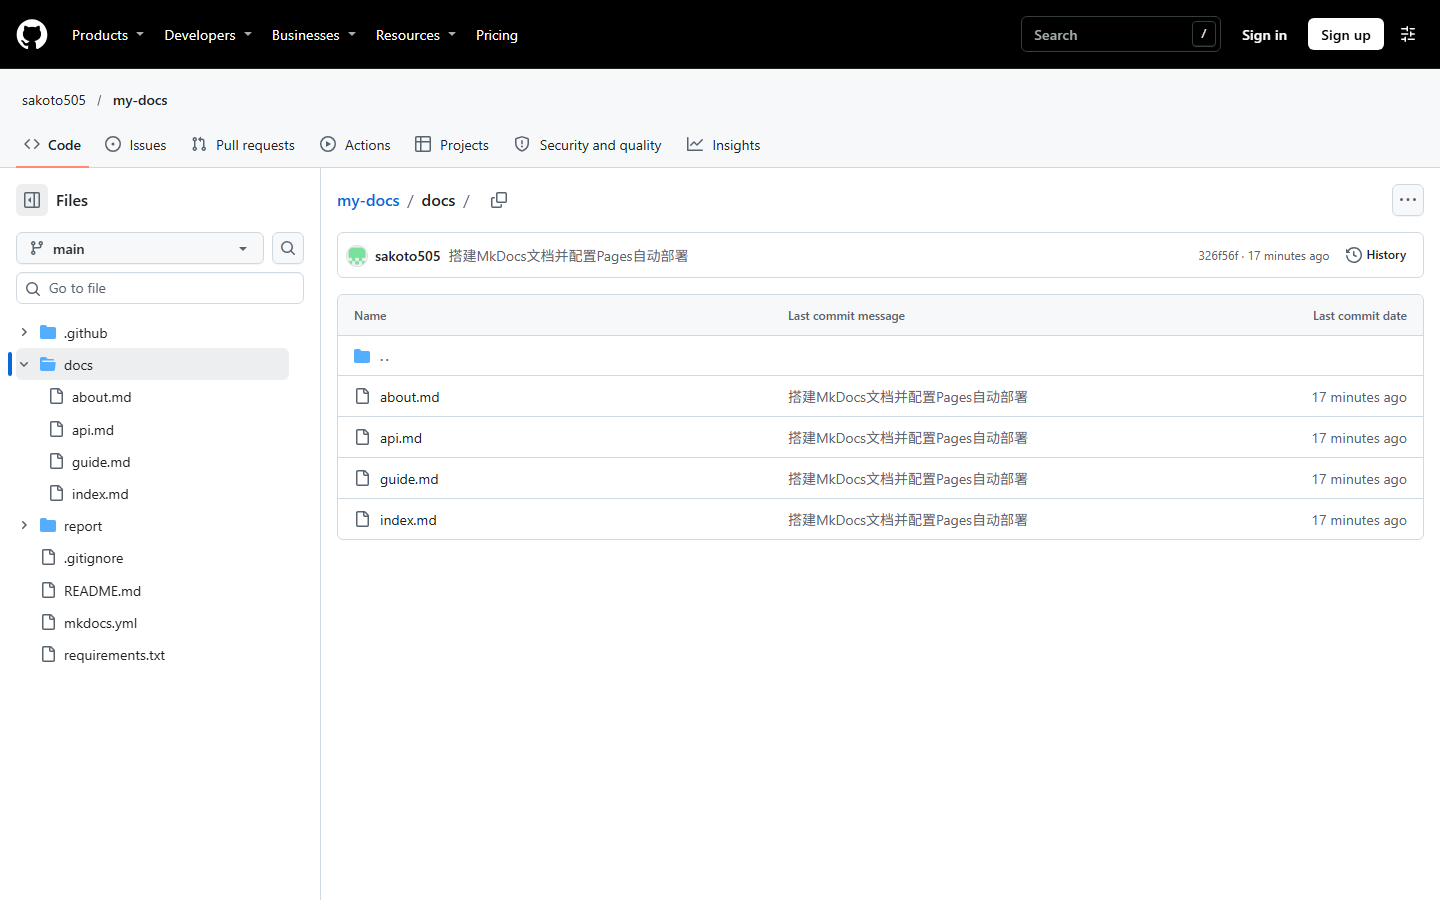 Products Developers Businesses Resources Pricing Search / Sign in Sign up
sakoto505 / my-docs
Code Issues Pull requests Actions Projects Security and quality Insights
Files
main
Go to file
.github
docs
about.md
api.md
guide.md
index.md
report
.gitignore
README.md
mkdocs.yml
requirements.txt
my-docs / docs /
sakoto505 搭建MkDocs文档并配置Pages自动部署 326f56f · 17 minutes ago History
Name Last commit message Last commit date
..
about.md 搭建MkDocs文档并配置Pages自动部署 17 minutes ago
api.md 搭建MkDocs文档并配置Pages自动部署 17 minutes ago
guide.md 搭建MkDocs文档并配置Pages自动部署 17 minutes ago
index.md 搭建MkDocs文档并配置Pages自动部署 17 minutes ago